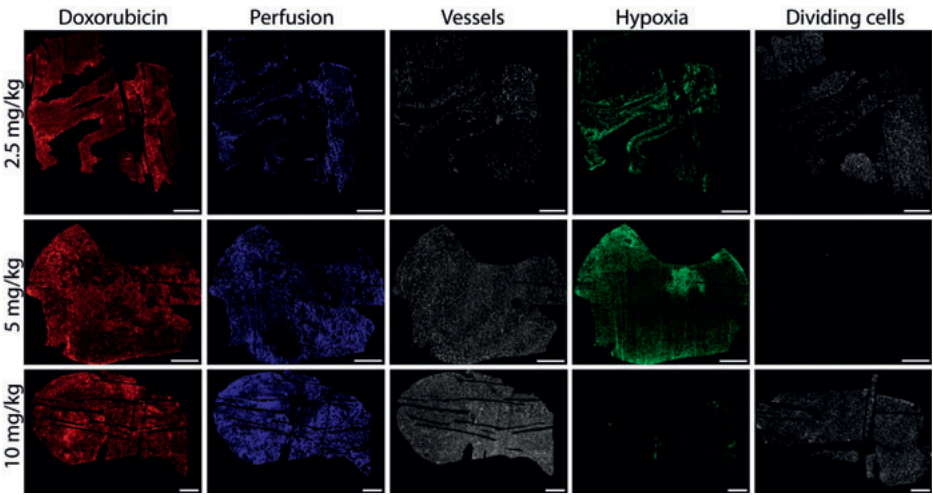 Doxorubicin Perfusion Vessels Hypoxia Dividing cells
2.5 mg/kg
5 mg/kg
10 mg/kg